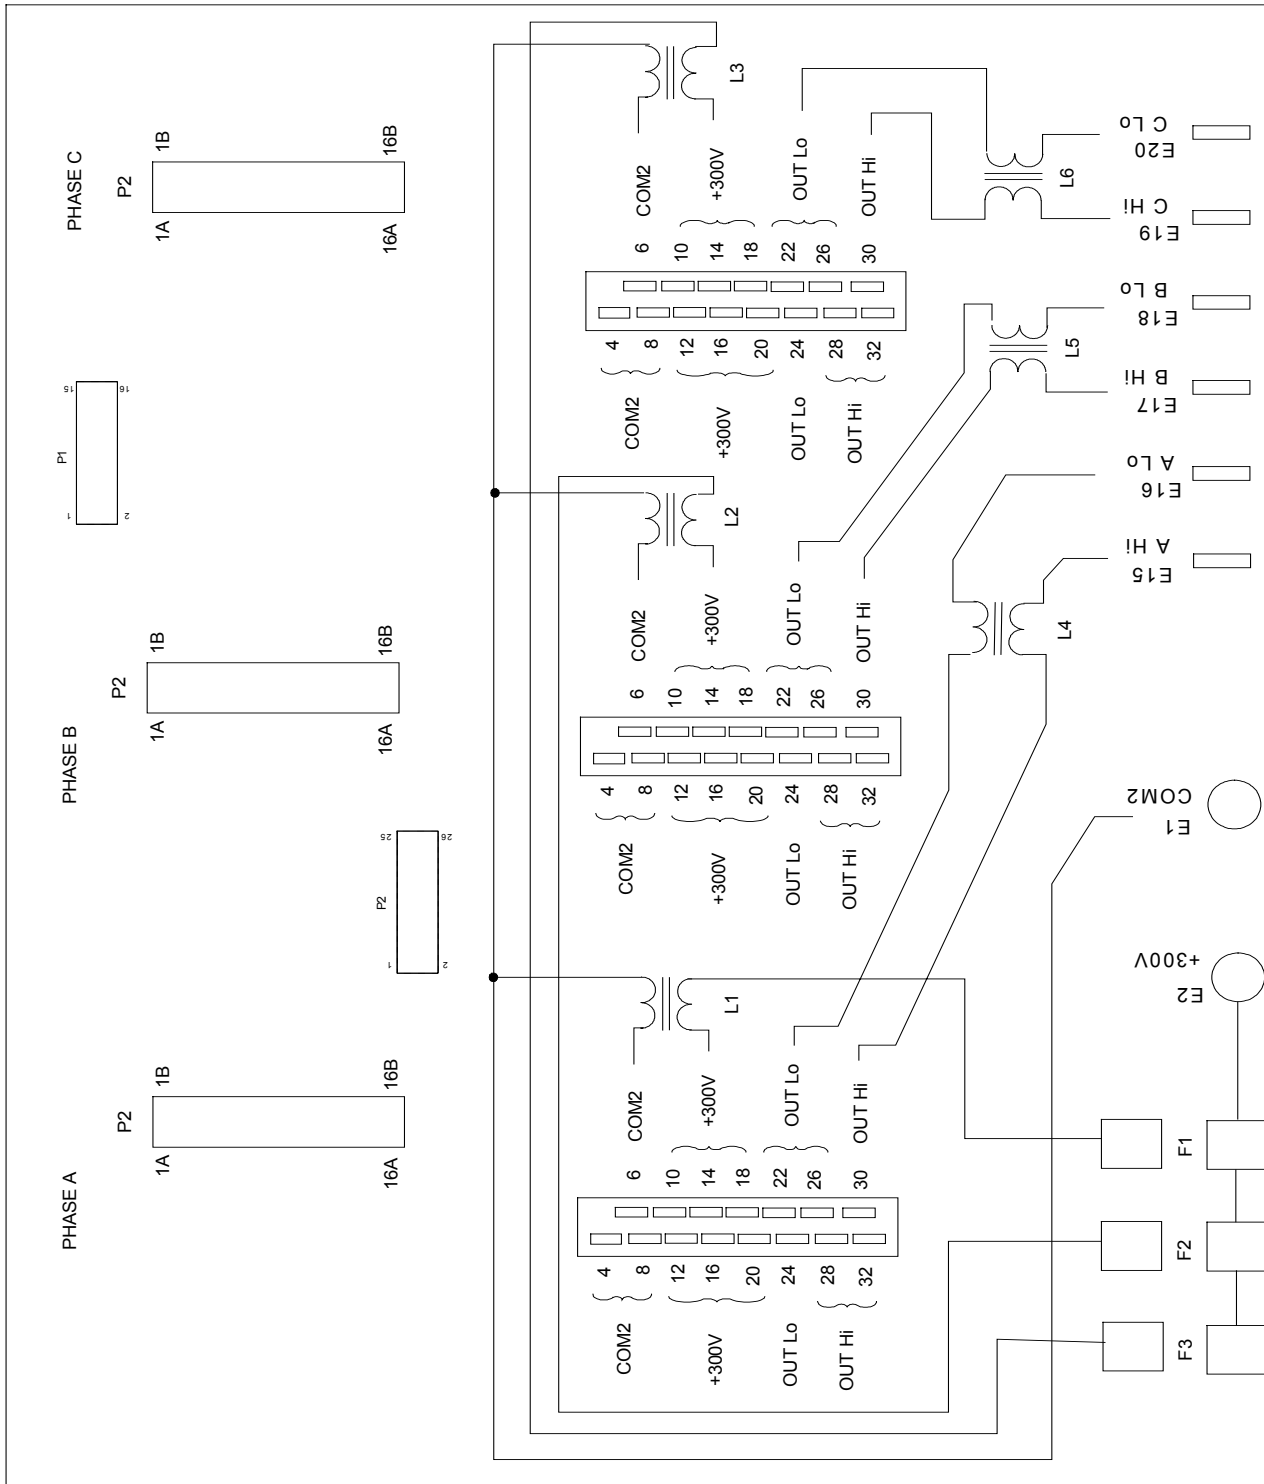 PHASE C
P2
1B
16B
1A
16A
P1
15
16
1
2
L3
COM2
+300V
OUT Lo
OUT Hi
6
10
14
18
22
26
30
4
8
12
16
20
24
28
32
COM2
+300V
OUT Lo
OUT Hi
L6
C Lo
E20
C Hi
E19
B Lo
E18
L5
B Hi
E17
A Lo
E16
A Hi
E15
L4
PHASE B
P2
1B
16B
1A
16A
P2
25
26
1
2
L2
COM2
+300V
OUT Lo
OUT Hi
6
10
14
18
22
26
30
4
8
12
16
20
24
28
32
COM2
+300V
OUT Lo
OUT Hi
COM2
E1
+300V
E2
PHASE A
P2
1B
16B
1A
16A
L1
COM2
+300V
OUT Lo
OUT Hi
6
10
14
18
22
26
30
4
8
12
16
20
24
28
32
COM2
+300V
OUT Lo
OUT Hi
F1
F2
F3